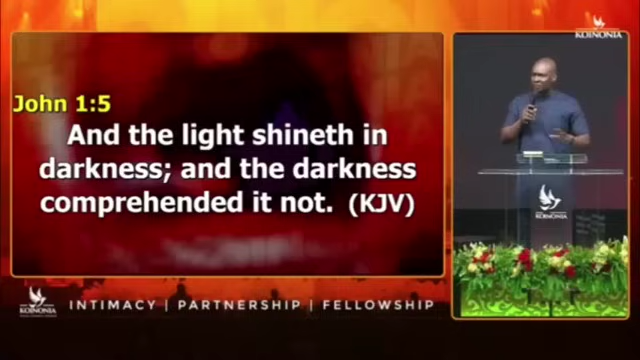 John 1:5
And the light shineth in
darkness; and the darkness
comprehended it not. (KJV)
KOINONIA
KOINONIA
KOINONIA
INTIMACY | PARTNERSHIP | FELLOWSHIP